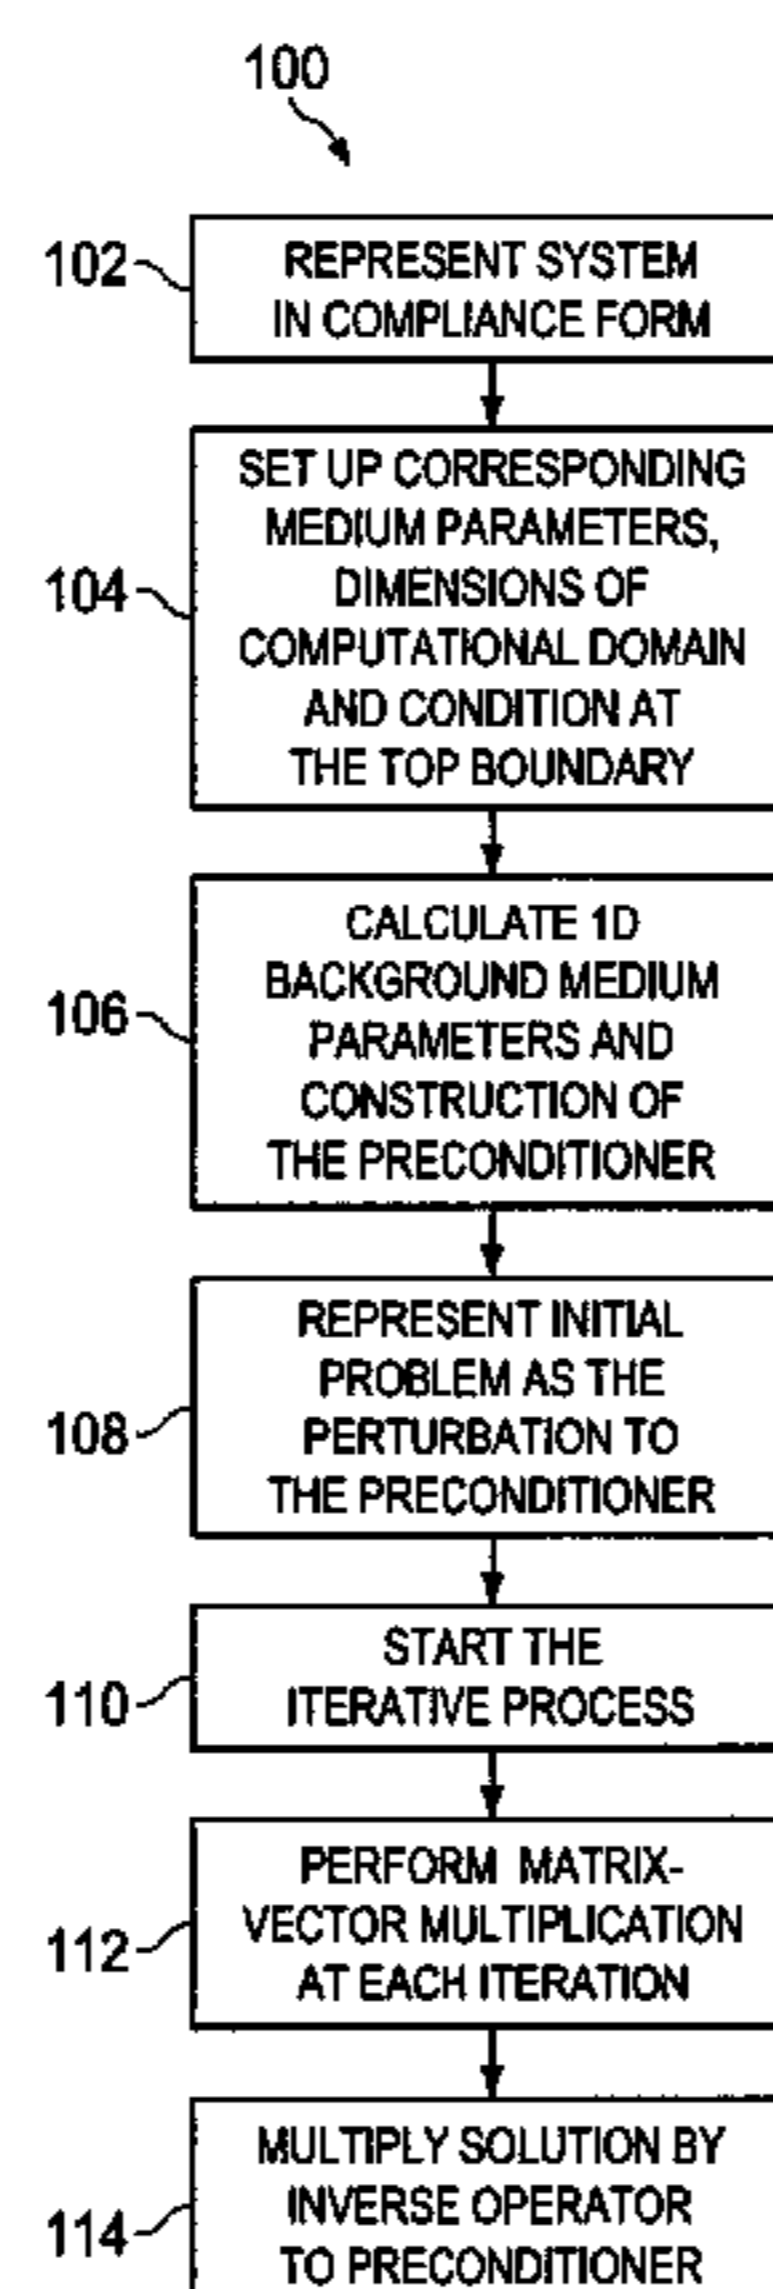 100
102
REPRESENT SYSTEM
IN COMPLIANCE FORM
104
SET UP CORRESPONDING
MEDIUM PARAMETERS,
DIMENSIONS OF
COMPUTATIONAL DOMAIN
AND CONDITION AT
THE TOP BOUNDARY
106
CALCULATE 1D
BACKGROUND MEDIUM
PARAMETERS AND
CONSTRUCTION OF
THE PRECONDITIONER
108
REPRESENT INITIAL
PROBLEM AS THE
PERTURBATION TO
THE PRECONDITIONER
110
START THE
ITERATIVE PROCESS
112
PERFORM MATRIX-
VECTOR MULTIPLICATION
AT EACH ITERATION
114
MULTIPLY SOLUTION BY
INVERSE OPERATOR
TO PRECONDITIONER